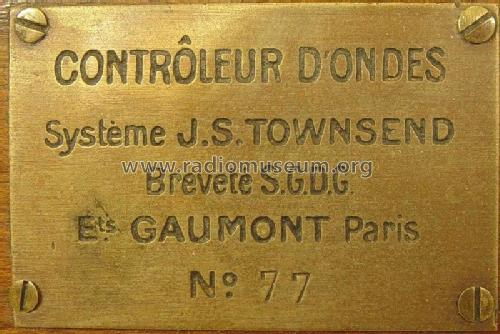 CONTRÔLEUR D'ONDES
Système J.S. TOWNSEND
www.radiomuseum.org
Breveté S.G.D.G.
Ets. GAUMONT Paris
No 77